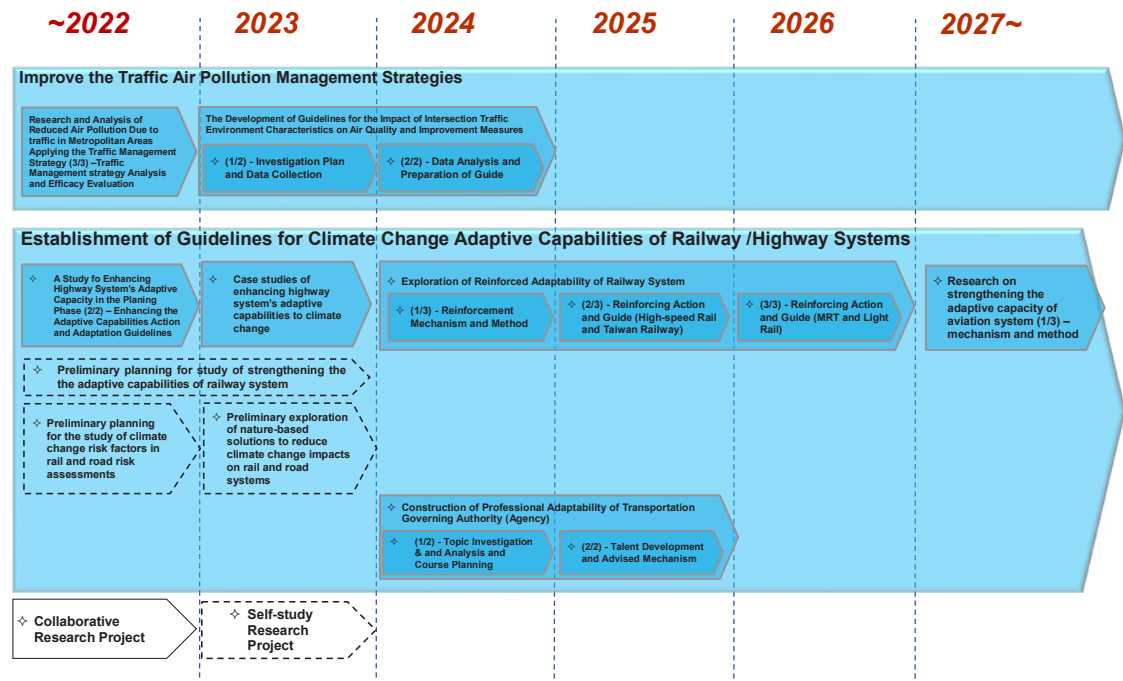 ~2022 2023 2024 2025 2026 2027~
Improve the Traffic Air Pollution Management Strategies
Research and Analysis of
Reduced Air Pollution Due to
traffic in Metropolitan Areas
Applying the Traffic Management
Strategy (3/3) –Traffic
Management strategy Analysis
and Efficacy Evaluation
The Development of Guidelines for the Impact of Intersection Traffic
Environment Characteristics on Air Quality and Improvement Measures
✧ (1/2) - Investigation Plan
and Data Collection
✧ (2/2) - Data Analysis and
Preparation of Guide
Establishment of Guidelines for Climate Change Adaptive Capabilities of Railway /Highway Systems
✧ A Study fo Enhancing
Highway System's Adaptive
Capacity in the Planing
Phase (2/2) – Enhancing the
Adaptive Capabilities Action
and Adaptation Guidelines
✧ Case studies of
enhancing highway
system's adaptive
capabilities to climate
change
✧ Exploration of Reinforced Adaptability of Railway System
✧ (1/3) - Reinforcement
Mechanism and Method
✧ (2/3) - Reinforcing Action
and Guide (High-speed Rail
and Taiwan Railway)
✧ (3/3) - Reinforcing Action
and Guide (MRT and Light
Rail)
✧ Research on
strengthening the
adaptive capacity of
aviation system (1/3) –
mechanism and method
✧ Preliminary planning for study of strengthening the
the adaptive capabilities of railway system
✧ Preliminary planning
for the study of climate
change risk factors in
rail and road risk
assessments
✧ Preliminary exploration
of nature-based
solutions to reduce
climate change impacts
on rail and road
systems
✧ Construction of Professional Adaptability of Transportation
Governing Authority (Agency)
✧ (1/2) - Topic Investigation
& and Analysis and
Course Planning
✧ (2/2) - Talent Development
and Advised Mechanism
✧ Collaborative
Research Project
✧ Self-study
Research
Project